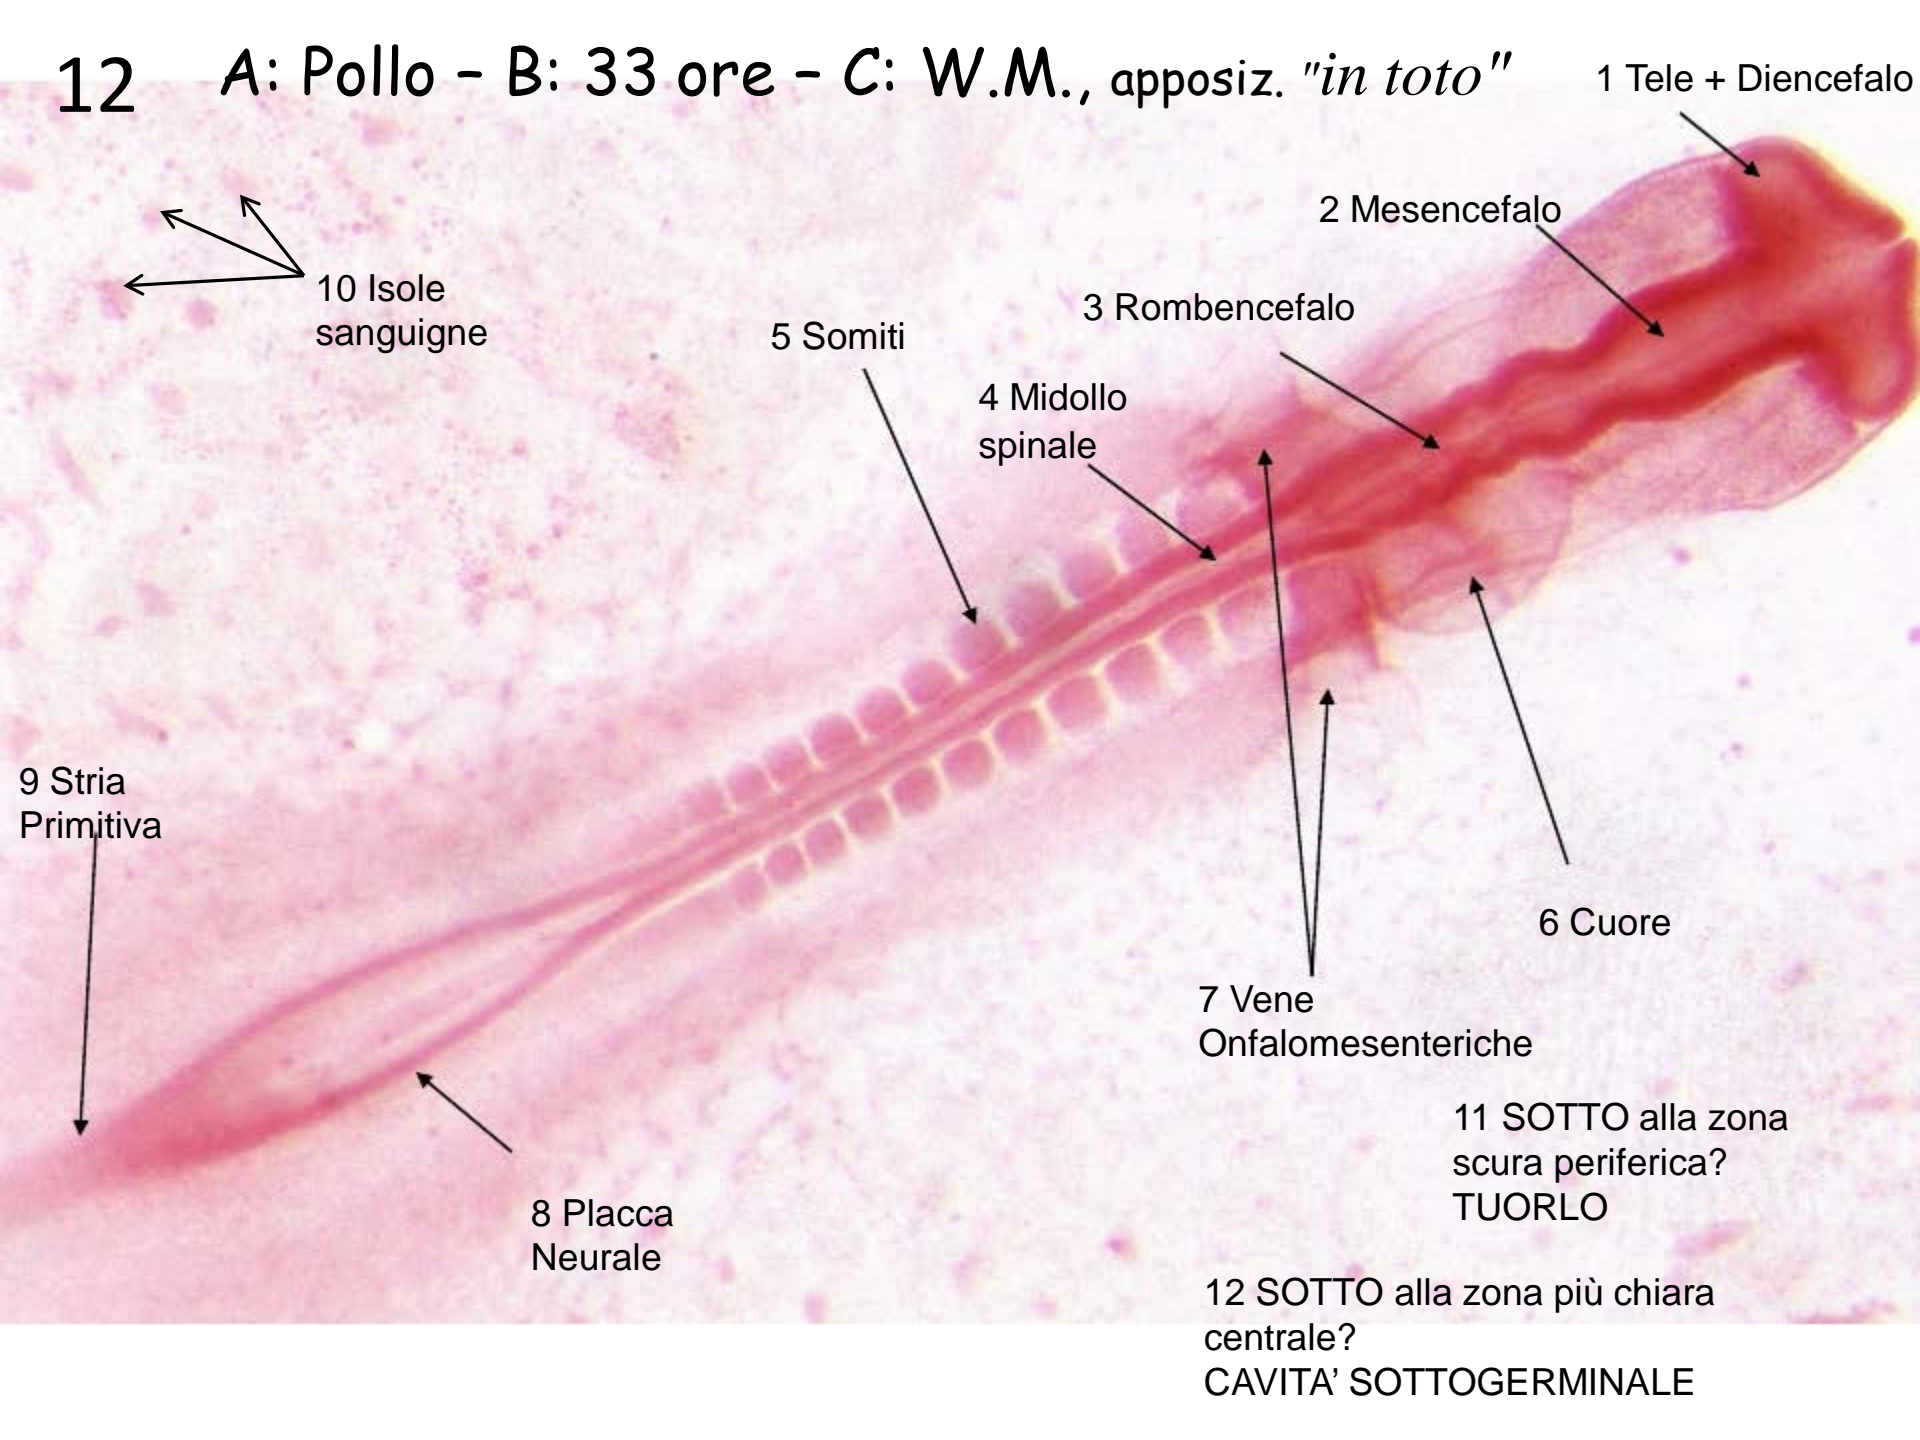 12 A: Pollo – B: 33 ore – C: W.M., apposiz. "in toto"
1 Tele + Diencefalo
2 Mesencefalo
3 Rombencefalo
10 Isole
sanguigne
5 Somiti
4 Midollo
spinale
9 Stria
Primitiva
6 Cuore
7 Vene
Onfalomesenteriche
11 SOTTO alla zona
scura periferica?
TUORLO
8 Placca
Neurale
12 SOTTO alla zona più chiara
centrale?
CAVITA’ SOTTOGERMINALE